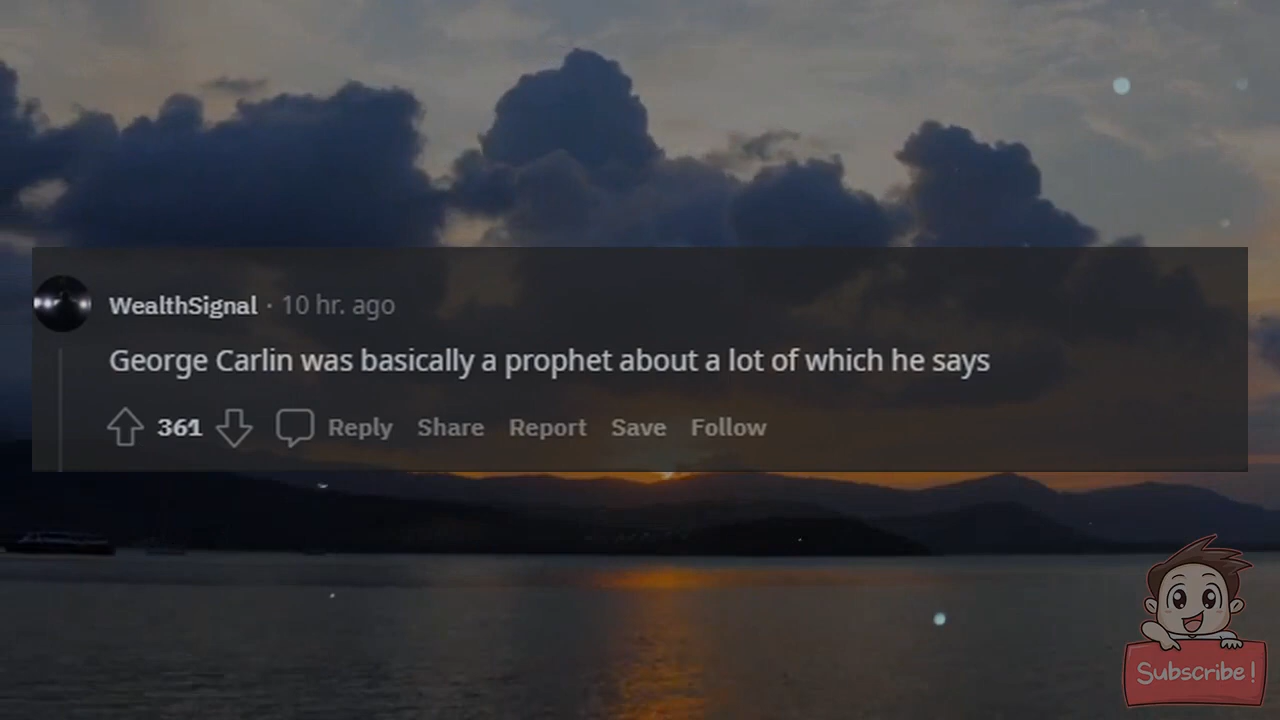 WealthSignal · 10 hr. ago
George Carlin was basically a prophet about a lot of which he says
361 Reply Share Report Save Follow
Subscribe!